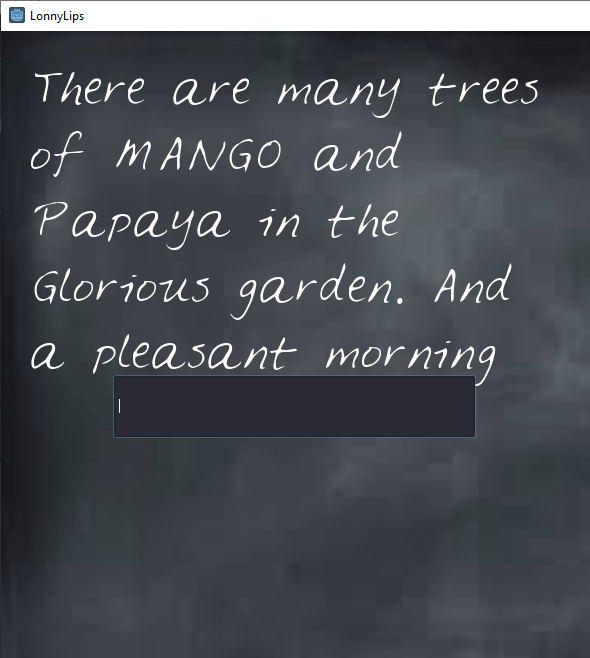 LonnyLips
There are many trees
of MANGO and
Papaya in the
Glorious garden. And
a pleasant morning